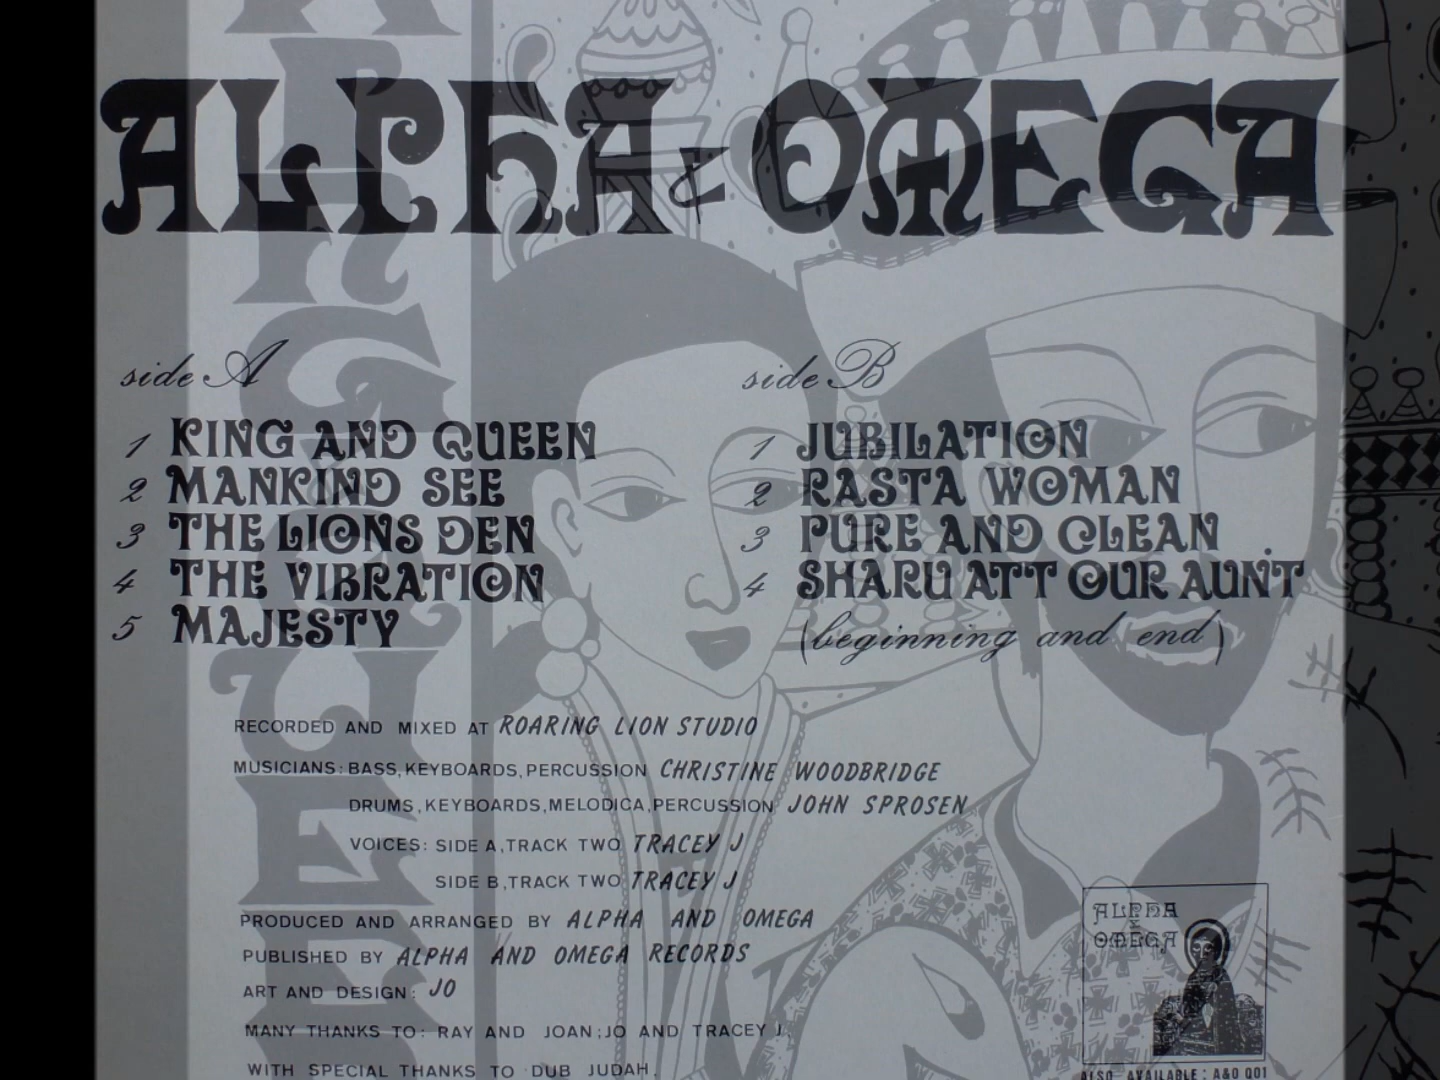 ALPHA & OMEGA
side A
1 KING AND QUEEN
2 MANKIND SEE
3 THE LIONS DEN
4 THE VIBRATION
5 MAJESTY
side B
1 JUBILATION
2 RASTA WOMAN
3 PURE AND CLEAN
4 SHARU ATT OUR AUNT
(beginning and end)
RECORDED AND MIXED AT ROARING LION STUDIO
MUSICIANS: BASS, KEYBOARDS, PERCUSSION CHRISTINE WOODBRIDGE
DRUMS, KEYBOARDS, MELODICA, PERCUSSION JOHN SPROSEN
VOICES: SIDE A, TRACK TWO TRACEY J
SIDE B, TRACK TWO TRACEY J
PRODUCED AND ARRANGED BY ALPHA AND OMEGA
PUBLISHED BY ALPHA AND OMEGA RECORDS
ART AND DESIGN: JO
MANY THANKS TO: RAY AND JOAN; JO AND TRACEY J.
WITH SPECIAL THANKS TO DUB JUDAH.
ALPHA
&
OMEGA
ALSO AVAILABLE: A&O 001